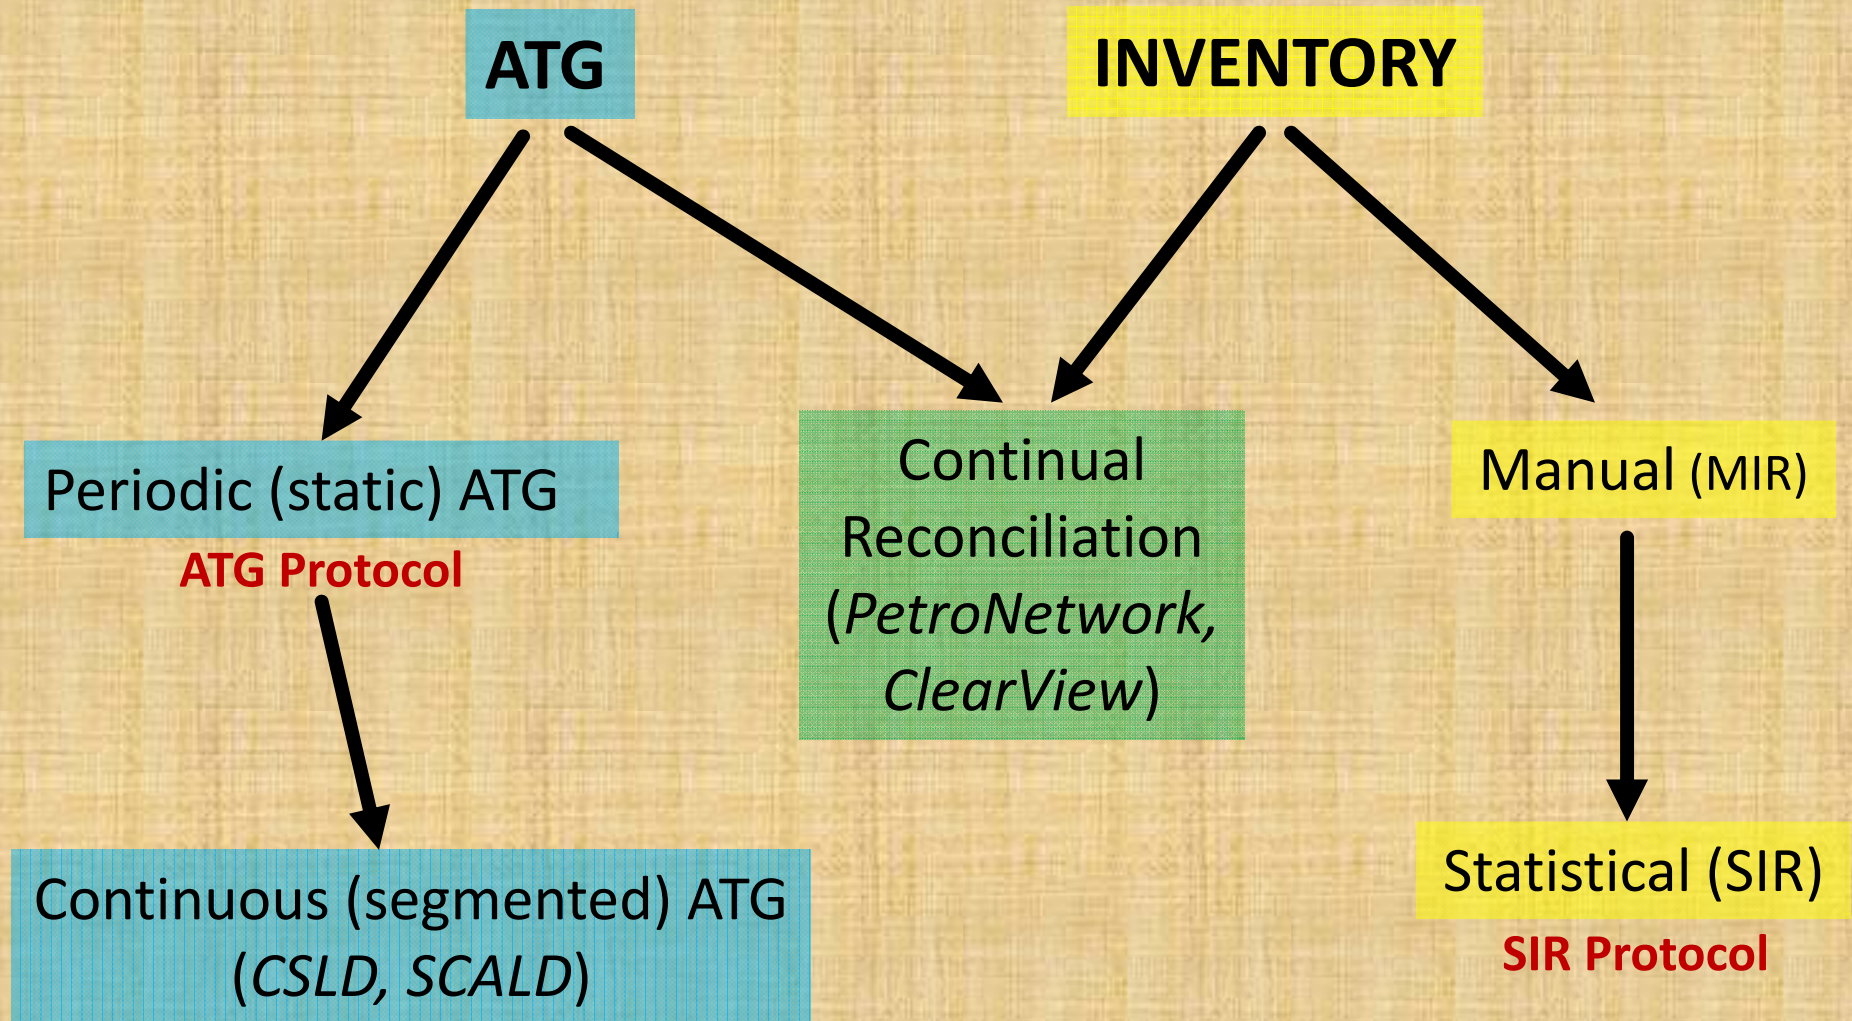 ATG
INVENTORY
Periodic (static) ATG
ATG Protocol
Continual
Reconciliation
(PetroNetwork,
ClearView)
Manual (MIR)
Continuous (segmented) ATG
(CSLD, SCALD)
Statistical (SIR)
SIR Protocol